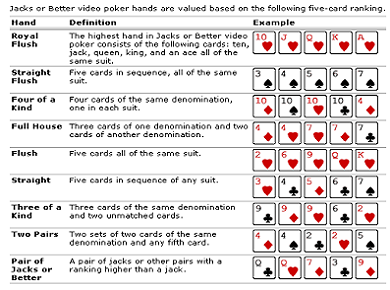 Jacks or Better video poker hands are valued based on the following five-card ranking.
Hand Definition Example
Royal Flush
The highest hand in Jacks or Better video
poker consists of the following cards: ten,
jack, queen, king, and an ace all of the
same suit.
10 J Q K A
Straight Flush
Five cards in sequence, all of the same
suit.
3 4 5 6 7
Four of a Kind
Four cards of the same denomination,
one in each suit.
10 10 10 10 4
Full House
Three cards of one denomination and two
cards of another denomination.
4 4 7 7 7
Flush
Five cards all of the same suit.
2 6 9 Q K
Straight
Five cards in sequence of any suit.
3 4 5 6 7
Three of a Kind
Three cards of the same denomination
and two unmatched cards.
9 9 9 6 2
Two Pairs
Two sets of two cards of the same
denomination and any fifth card.
4 4 2 2 5
Pair of Jacks or Better
A pair of jacks or other pairs with a
ranking higher than a jack.
Q Q 7 3 9